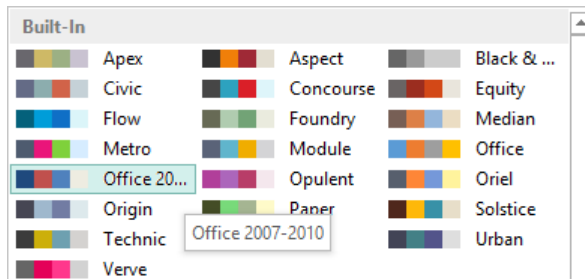 Built-In
Apex Aspect Black & ...
Civic Concourse Equity
Flow Foundry Median
Metro Module Office
Office 20... Opulent Oriel
Origin Paper Solstice
Technic Office 2007-2010 Urban
Verve